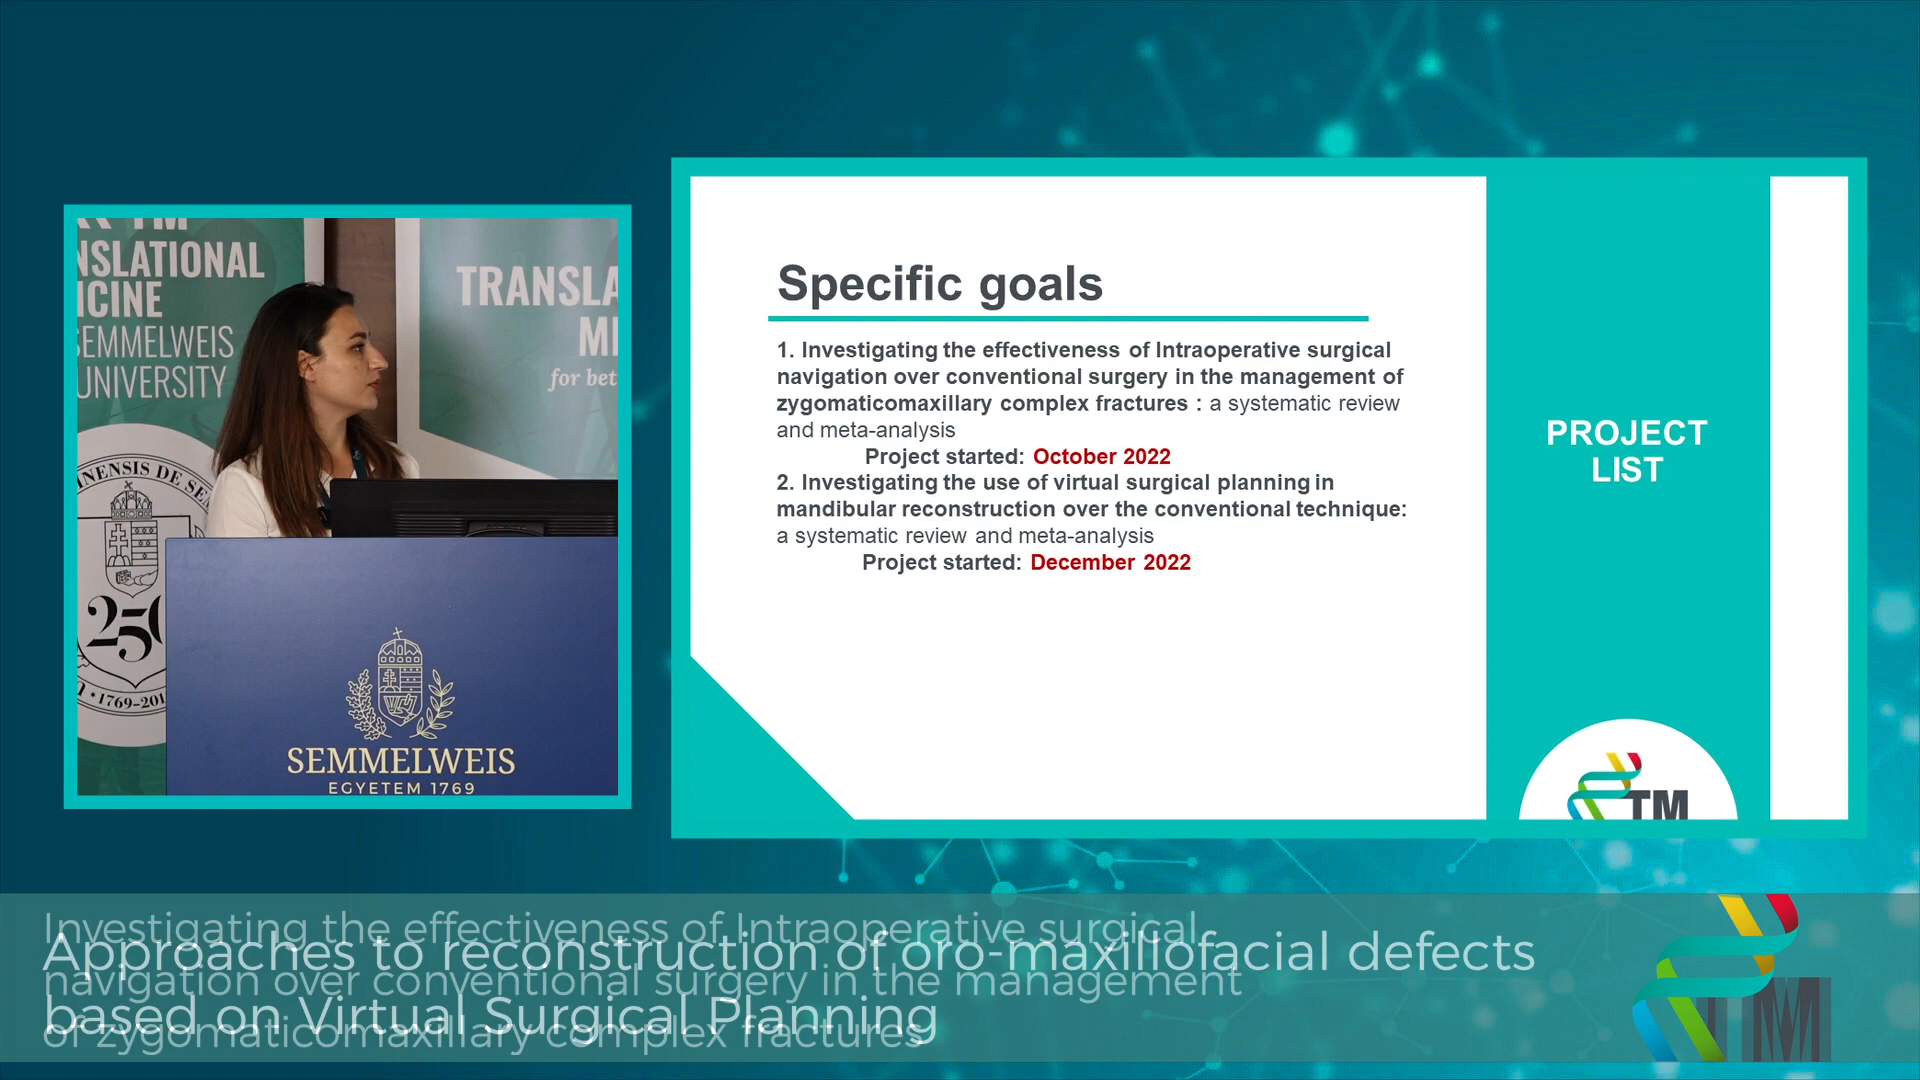 NSLATIONAL
ICINE
SEMMELWEIS
UNIVERSITY
TRANSLA
M
for bet
NENSIS DE SE
250
1769-201
SEMMELWEIS
EGYETEM 1769
Specific goals
1. Investigating the effectiveness of Intraoperative surgical
navigation over conventional surgery in the management of
zygomaticomaxillary complex fractures : a systematic review
and meta-analysis
Project started: October 2022
2. Investigating the use of virtual surgical planning in
mandibular reconstruction over the conventional technique:
a systematic review and meta-analysis
Project started: December 2022
PROJECT
LIST
TM
Investigating the effectiveness of Intraoperative surgical
Approaches to reconstruction of oro-maxillofacial defects
navigation over conventional surgery in the management
based on Virtual Surgical Planning
of zygomaticomaxillary complex fractures
TM